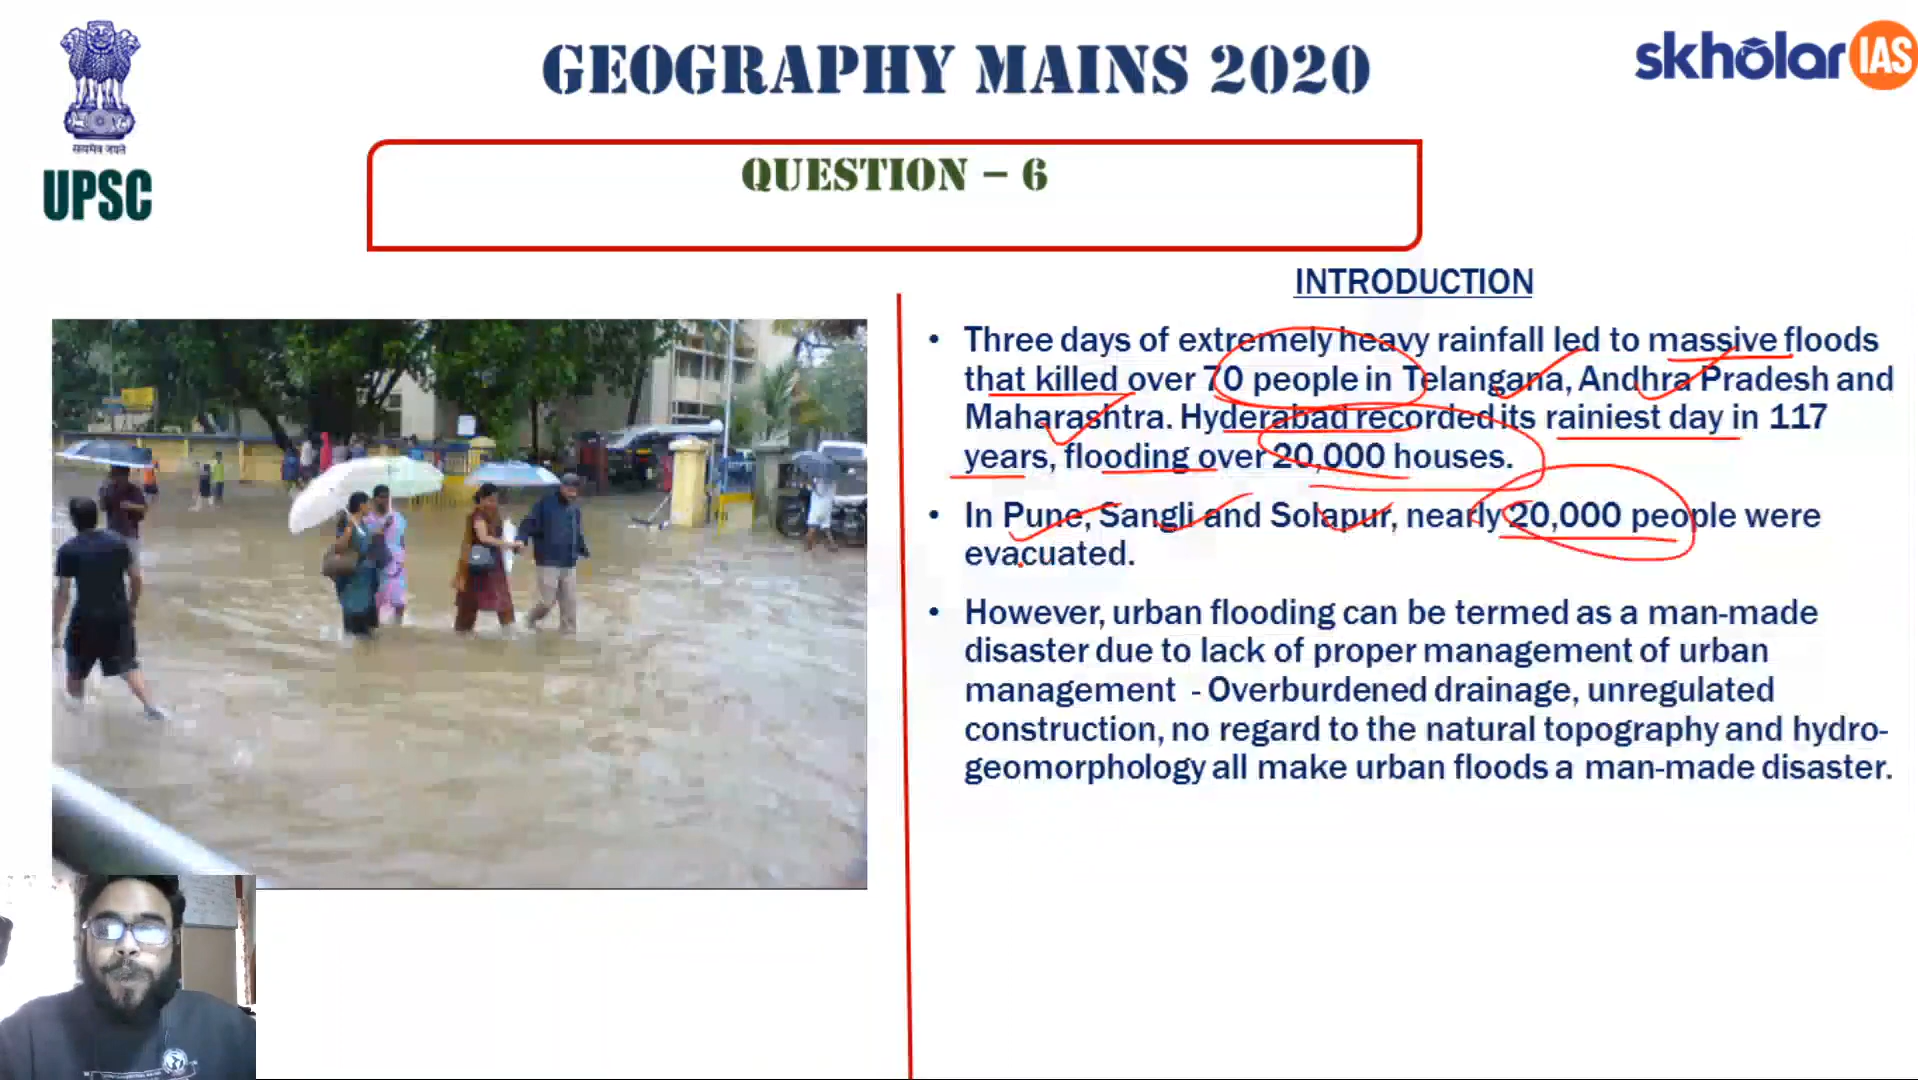 GEOGRAPHY MAINS 2020
skholar IAS
सत्यमेव जयते
UPSC
QUESTION – 6
INTRODUCTION
• Three days of extremely heavy rainfall led to massive floods
that killed over 70 people in Telangana, Andhra Pradesh and
Maharashtra. Hyderabad recorded its rainiest day in 117
years, flooding over 20,000 houses.
• In Pune, Sangli and Solapur, nearly 20,000 people were
evacuated.
• However, urban flooding can be termed as a man-made
disaster due to lack of proper management of urban
management - Overburdened drainage, unregulated
construction, no regard to the natural topography and hydro-
geomorphology all make urban floods a man-made disaster.